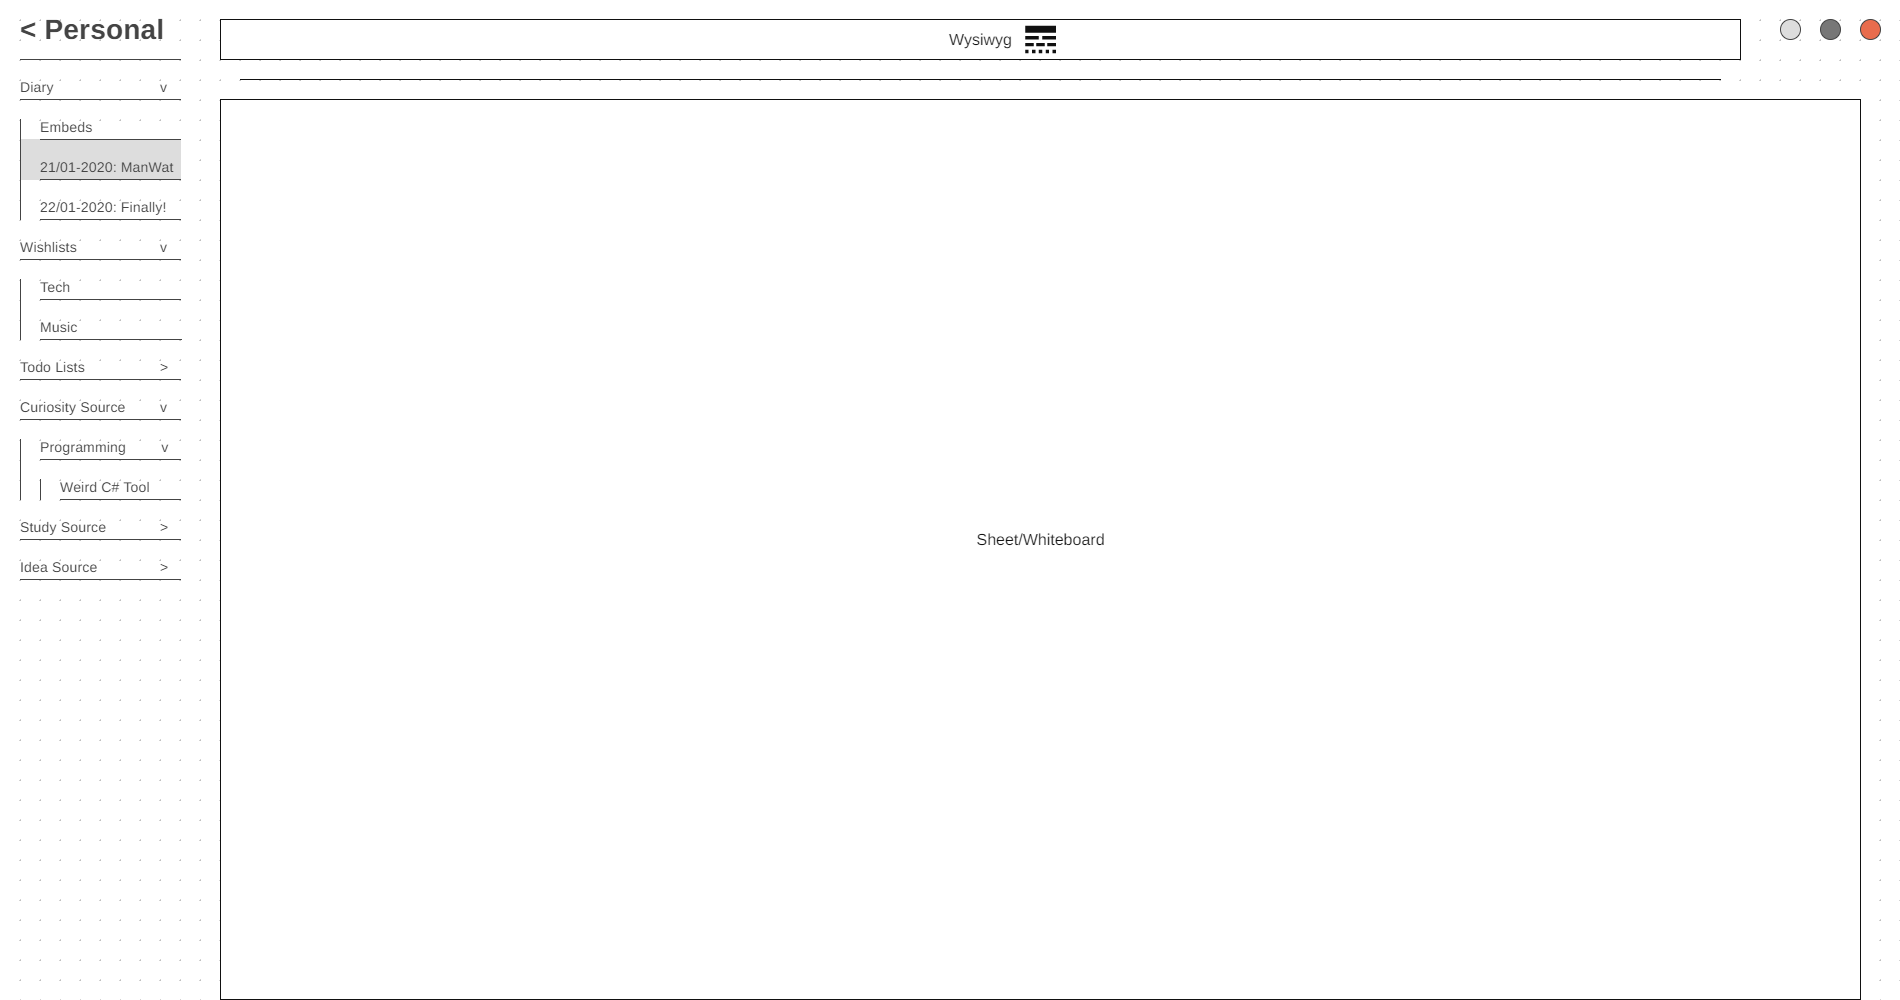 < Personal
Wysiwyg
Diary v
Embeds
21/01-2020: ManWat
22/01-2020: Finally!
Wishlists v
Tech
Music
Todo Lists >
Curiosity Source v
Programming v
Weird C# Tool
Study Source >
Idea Source >
Sheet/Whiteboard